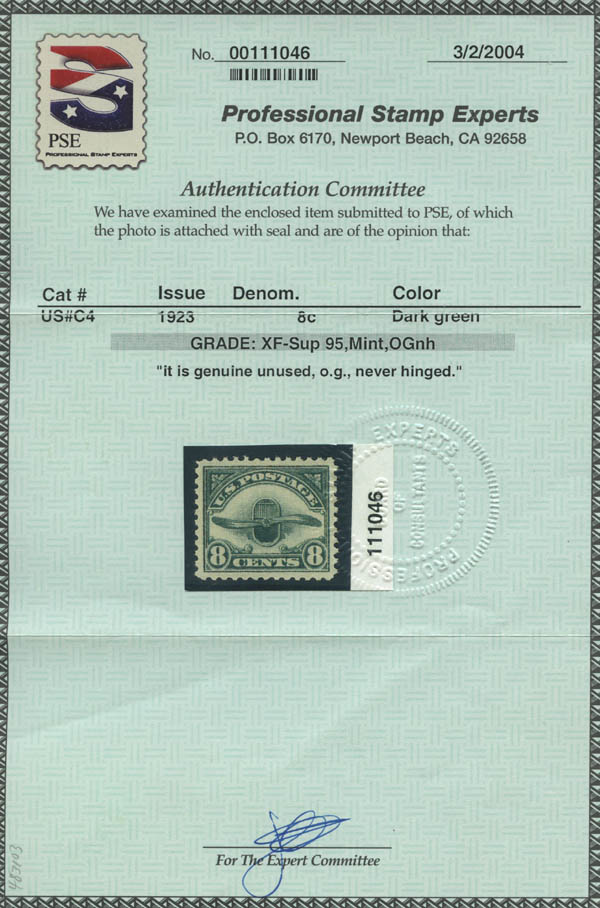 No. 00111046 3/2/2004
PSE
PROFESSIONAL STAMP EXPERTS
Professional Stamp Experts
P.O. Box 6170, Newport Beach, CA 92658
Authentication Committee
We have examined the enclosed item submitted to PSE, of which
the photo is attached with seal and are of the opinion that:
Cat # Issue Denom. Color
US#C4 1923 8c Dark green
GRADE: XF-Sup 95,Mint,OGnh
"it is genuine unused, o.g., never hinged."
U.S. POSTAGE
8 CENTS 8
111046
EXPERTS
OF
CONSULTANTS
For The Expert Committee